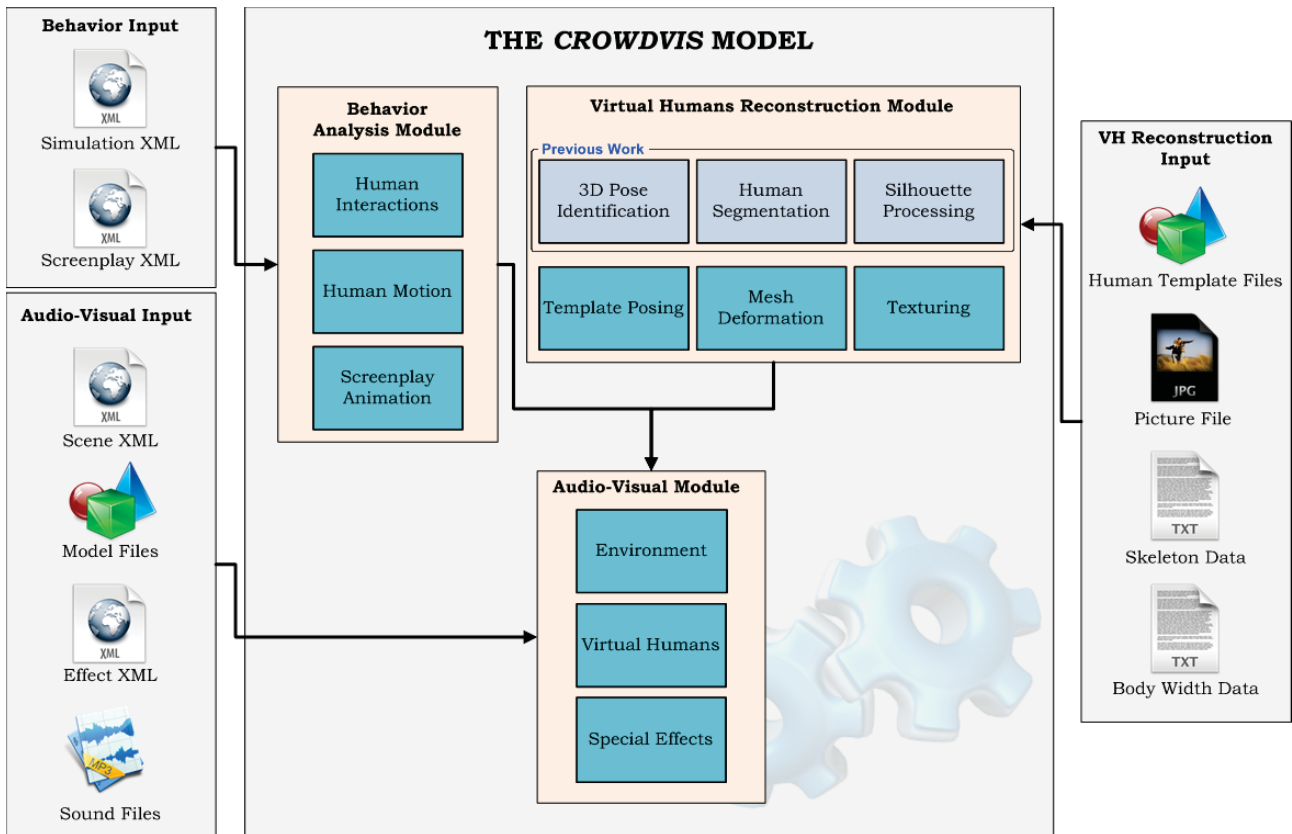 Behavior Input
XML
Simulation XML
XML
Screenplay XML
Audio-Visual Input
XML
Scene XML
Model Files
XML
Effect XML
MP3
Sound Files
THE CROWDVIS MODEL
Behavior
Analysis Module
Human
Interactions
Human Motion
Screenplay
Animation
Virtual Humans Reconstruction Module
Previous Work
3D Pose
Identification
Human
Segmentation
Silhouette
Processing
Template Posing
Mesh
Deformation
Texturing
Audio-Visual Module
Environment
Virtual Humans
Special Effects
VH Reconstruction
Input
Human Template Files
JPG
Picture File
TXT
Skeleton Data
TXT
Body Width Data